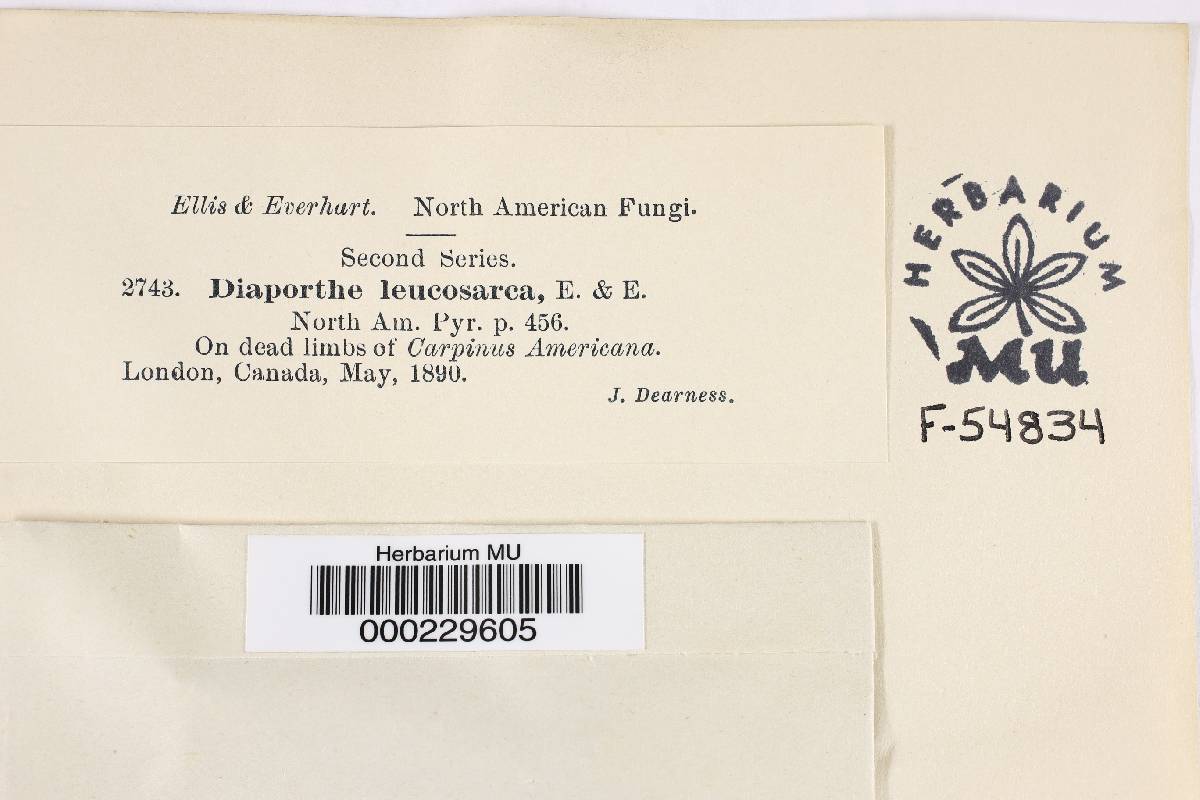 Ellis & Everhart. North American Fungi.
Second Series.
2743. Diaporthe leucosarca, E. & E.
North Am. Pyr. p. 456.
On dead limbs of Carpinus Americana.
London, Canada, May, 1890.
J. Dearness.
HERBARIUM
MU
F-54834
Herbarium MU
000229605